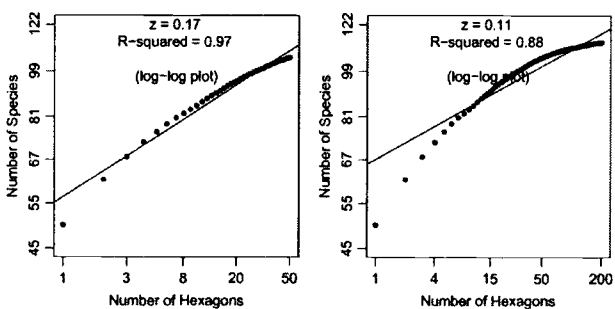 z = 0.17
R-squared = 0.97
(log-log plot)
Number of Species
122
99
81
67
55
45
1
3
8
20
50
Number of Hexagons
z = 0.11
R-squared = 0.88
(log-log plot)
Number of Species
122
99
81
67
55
45
1
4
15
50
200
Number of Hexagons